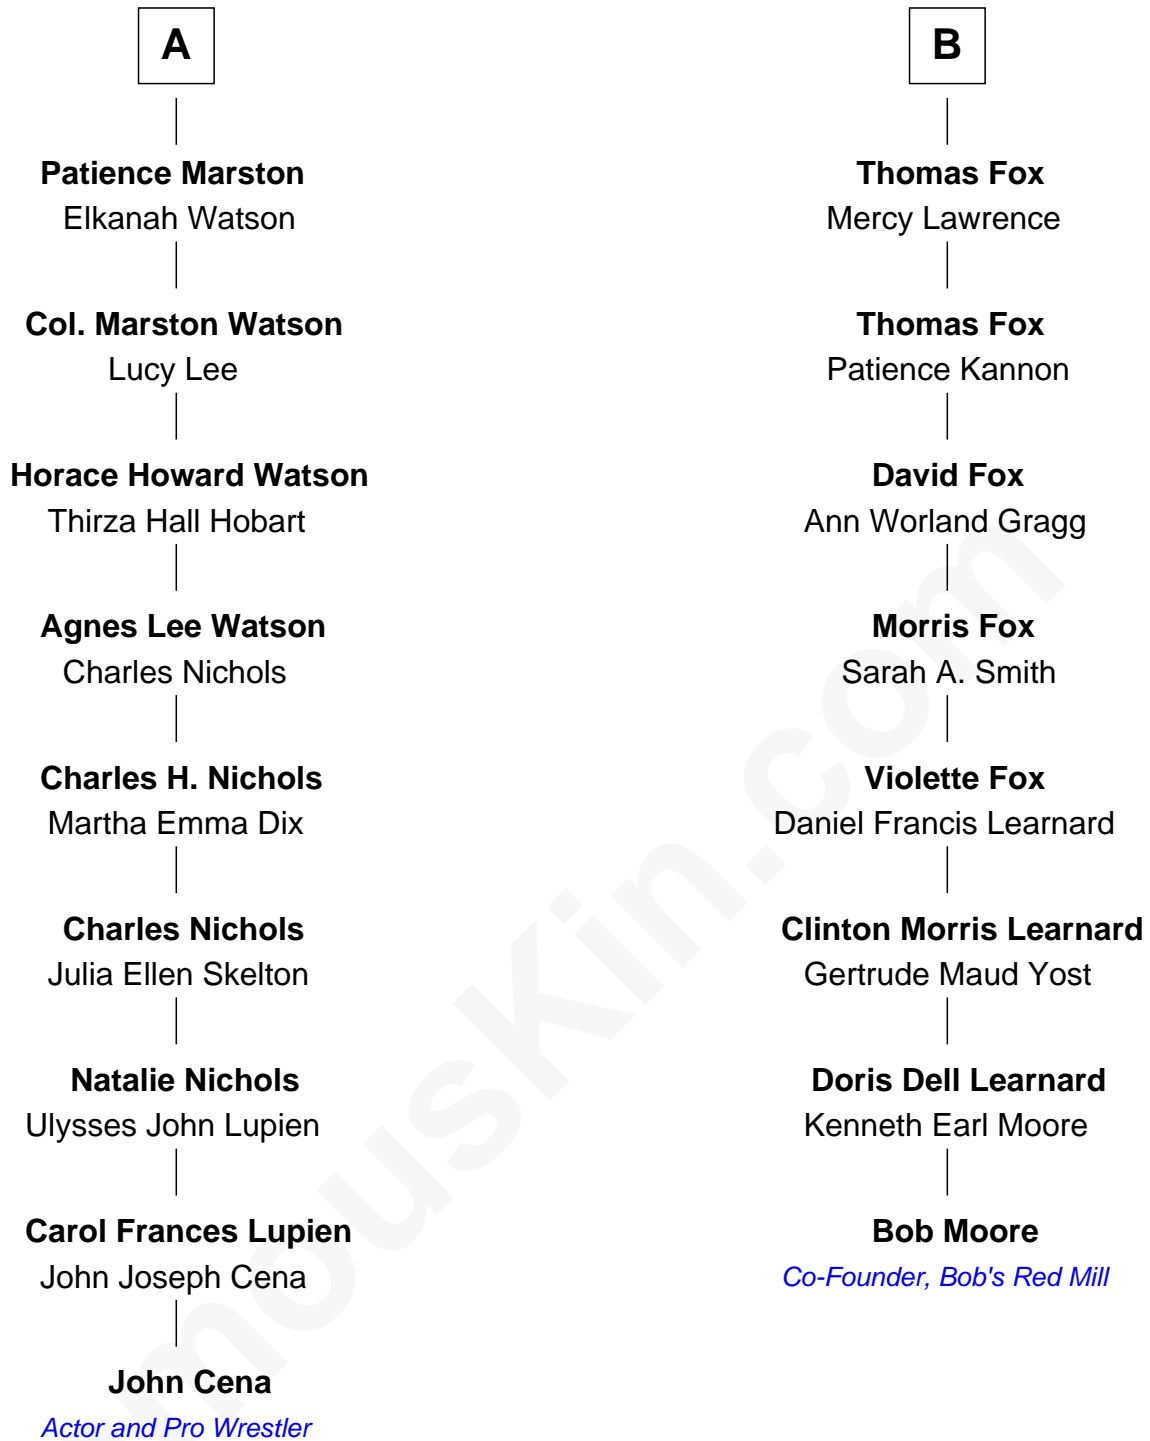 A
Patience Marston
Elkanah Watson
Col. Marston Watson
Lucy Lee
Horace Howard Watson
Thirza Hall Hobart
Agnes Lee Watson
Charles Nichols
Charles H. Nichols
Martha Emma Dix
Charles Nichols
Julia Ellen Skelton
Natalie Nichols
Ulysses John Lupien
Carol Frances Lupien
John Joseph Cena
John Cena
Actor and Pro Wrestler
B
Thomas Fox
Mercy Lawrence
Thomas Fox
Patience Kannon
David Fox
Ann Worland Gragg
Morris Fox
Sarah A. Smith
Violette Fox
Daniel Francis Learnard
Clinton Morris Learnard
Gertrude Maud Yost
Doris Dell Learnard
Kenneth Earl Moore
Bob Moore
Co-Founder, Bob's Red Mill
mousKin.com